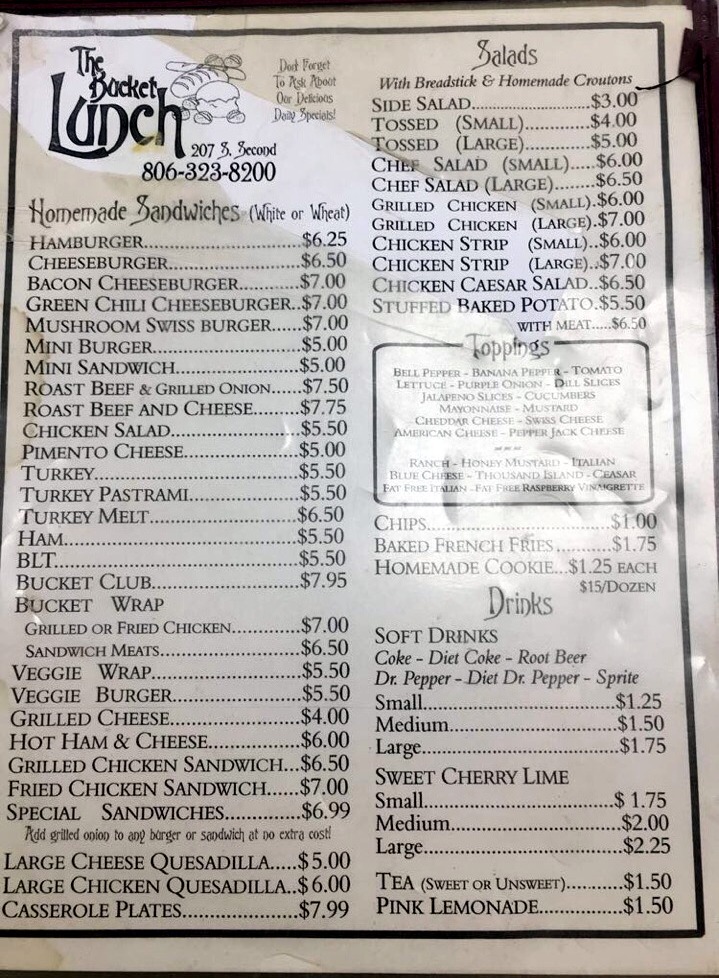 The
Bucket
Lunch
Don't Forget
To Ask About
Our Delicious
Daily Specials!
207 S. Second
806-323-8200
Homemade Sandwiches (White or Wheat)
HAMBURGER...$6.25
CHEESEBURGER...$6.50
BACON CHEESEBURGER...$7.00
GREEN CHILI CHEESEBURGER..$7.00
MUSHROOM SWISS BURGER...$7.00
MINI BURGER...$5.00
MINI SANDWICH...$5.00
ROAST BEEF & GRILLED ONION...$7.50
ROAST BEEF AND CHEESE...$7.75
CHICKEN SALAD...$5.50
PIMENTO CHEESE...$5.00
TURKEY...$5.50
TURKEY PASTRAMI...$5.50
TURKEY MELT...$6.50
HAM...$5.50
BLT...$5.50
BUCKET CLUB...$7.95
BUCKET WRAP
GRILLED OR FRIED CHICKEN...$7.00
SANDWICH MEATS...$6.50
VEGGIE WRAP...$5.50
VEGGIE BURGER...$5.50
GRILLED CHEESE...$4.00
HOT HAM & CHEESE...$6.00
GRILLED CHICKEN SANDWICH...$6.50
FRIED CHICKEN SANDWICH...$7.00
SPECIAL SANDWICHES...$6.99
Add grilled onion to any burger or sandwich at no extra cost!
LARGE CHEESE QUESADILLA....$5.00
LARGE CHICKEN QUESADILLA..$6.00
CASSEROLE PLATES...$7.99
Salads
With Breadstick & Homemade Croutons
SIDE SALAD...$3.00
TOSSED (SMALL)...$4.00
TOSSED (LARGE)...$5.00
CHEF SALAD (SMALL)....$6.00
CHEF SALAD (LARGE)...$6.50
GRILLED CHICKEN (SMALL).$6.00
GRILLED CHICKEN (LARGE).$7.00
CHICKEN STRIP (SMALL)..$6.00
CHICKEN STRIP (LARGE)..$7.00
CHICKEN CAESAR SALAD..$6.50
STUFFED BAKED POTATO.$5.50
WITH MEAT.....$6.50
Toppings
BELL PEPPER - BANANA PEPPER - TOMATO
LETTUCE - PURPLE ONION - DILL SLICES
JALAPENO SLICES - CUCUMBERS
MAYONNAISE - MUSTARD
CHEDDAR CHEESE - SWISS CHEESE
AMERICAN CHEESE - PEPPER JACK CHEESE
RANCH - HONEY MUSTARD - ITALIAN
BLUE CHEESE - THOUSAND ISLAND - CEASAR
FAT FREE ITALIAN - FAT FREE RASPBERRY VINAIGRETTE
CHIPS...$1.00
BAKED FRENCH FRIES...$1.75
HOMEMADE COOKIE...$1.25 EACH
$15/DOZEN
Drinks
SOFT DRINKS
Coke - Diet Coke - Root Beer
Dr. Pepper - Diet Dr. Pepper - Sprite
Small...$1.25
Medium...$1.50
Large...$1.75
SWEET CHERRY LIME
Small...$ 1.75
Medium...$2.00
Large...$2.25
TEA (SWEET OR UNSWEET)...$1.50
PINK LEMONADE...$1.50